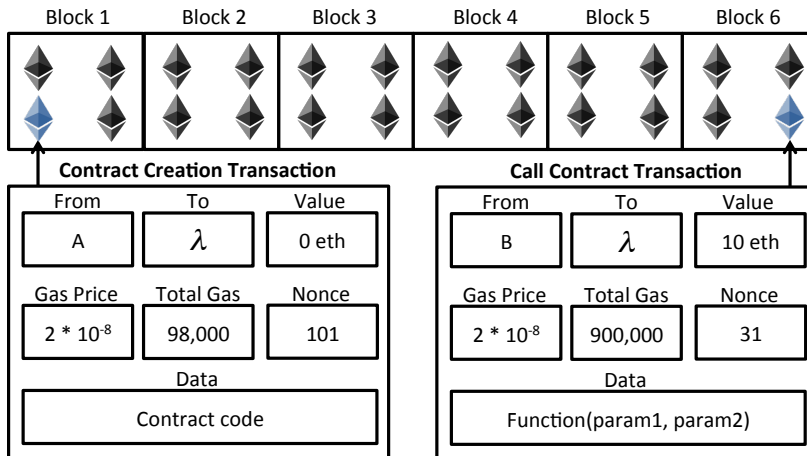 Block 1 Block 2 Block 3 Block 4 Block 5 Block 6
Contract Creation Transaction
From To Value
A λ 0 eth
Gas Price Total Gas Nonce
2 * 10⁻⁸ 98,000 101
Data
Contract code
Call Contract Transaction
From To Value
B λ 10 eth
Gas Price Total Gas Nonce
2 * 10⁻⁸ 900,000 31
Data
Function(param1, param2)